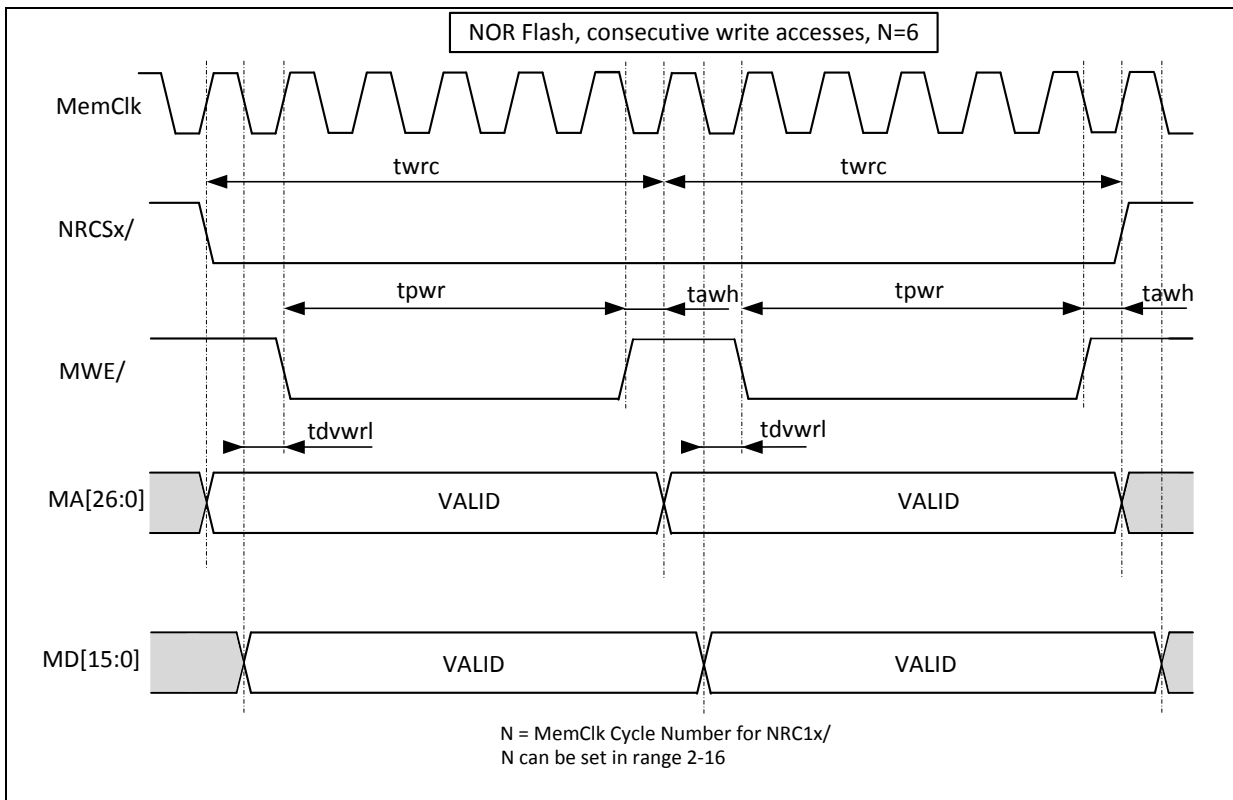 NOR Flash, consecutive write accesses, N=6
MemClk
twrc twrc
NRCSx/
tpwr tawh tpwr tawh
MWE/
tdvwrl tdvwrl
MA[26:0] VALID VALID
MD[15:0] VALID VALID
N = MemClk Cycle Number for NRC1x/
N can be set in range 2-16